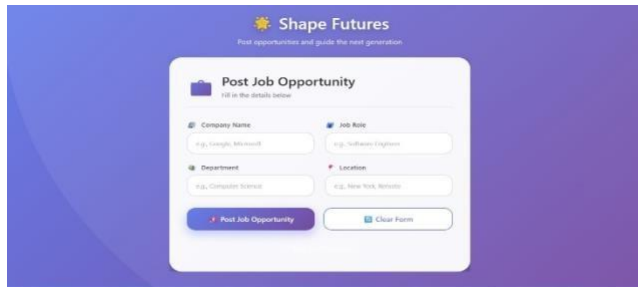 Shape Futures
Post opportunities and guide the next generation
Post Job Opportunity
Fill in the details below
Company Name
Job Role
e.g., Google, Microsoft
e.g., Software Engineer
Department
Location
e.g., Computer Science
e.g., New York, Remote
Post Job Opportunity
Clear Form